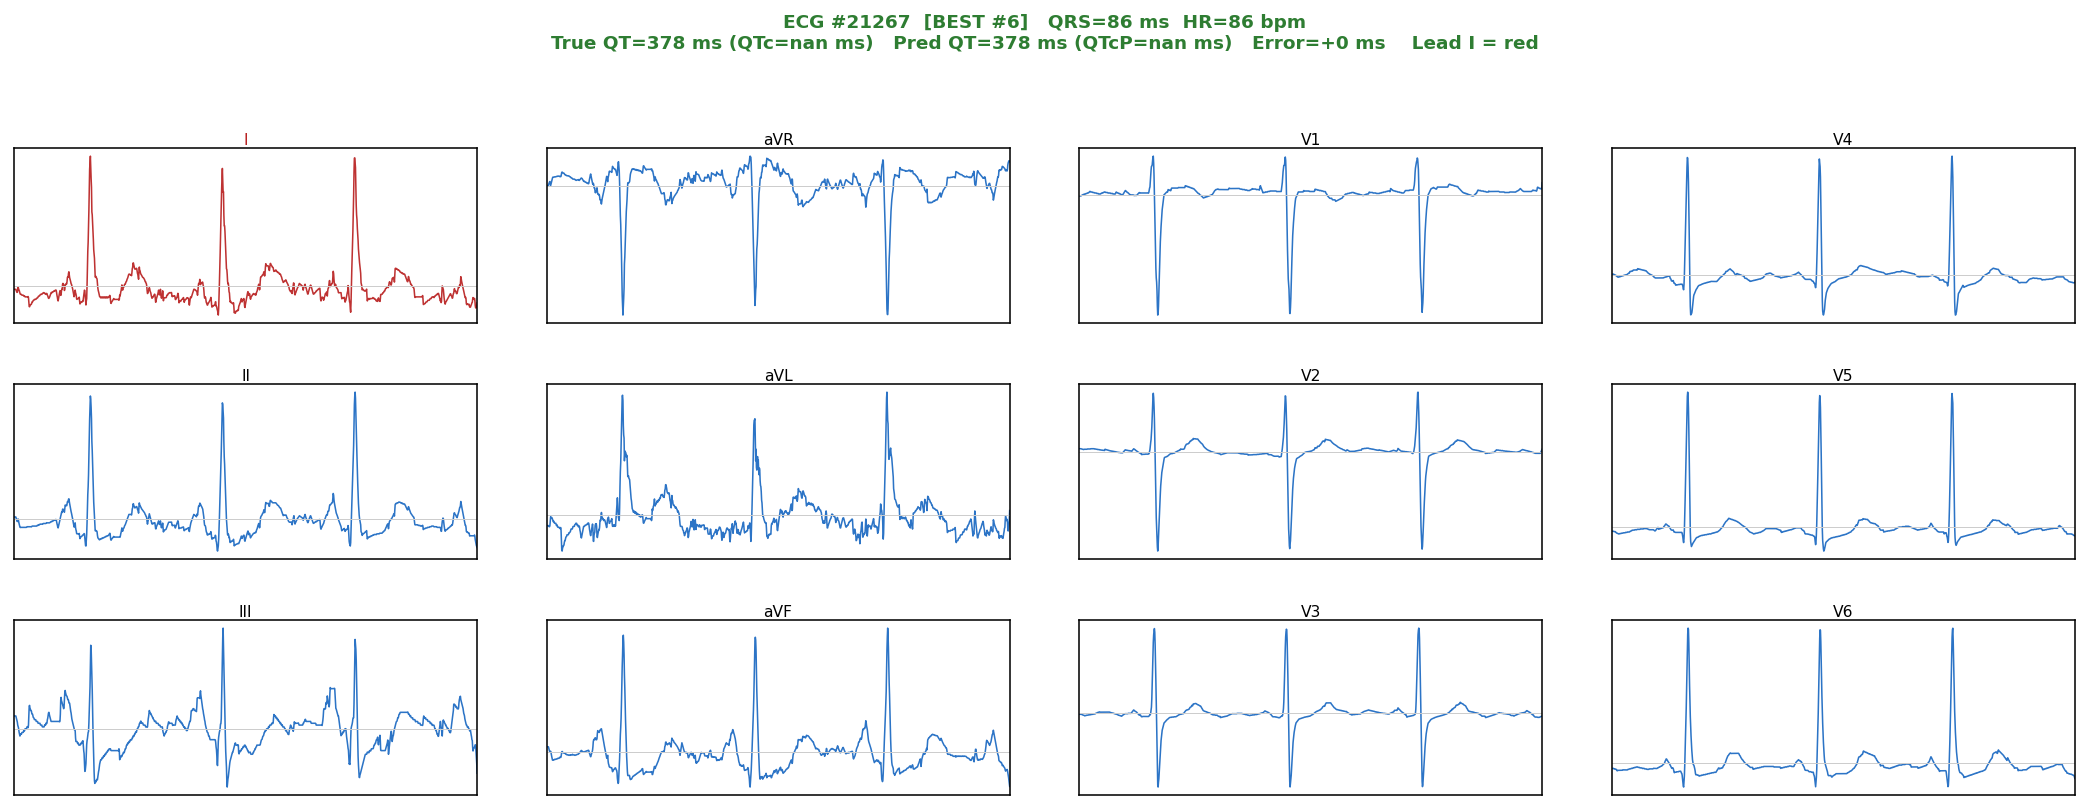 ECG #21267  [BEST #6]   QRS=86 ms  HR=86 bpm
True QT=378 ms (QTc=nan ms)   Pred QT=378 ms (QTcP=nan ms)   Error=+0 ms    Lead I = red
I
aVR
V1
V4
II
aVL
V2
V5
III
aVF
V3
V6